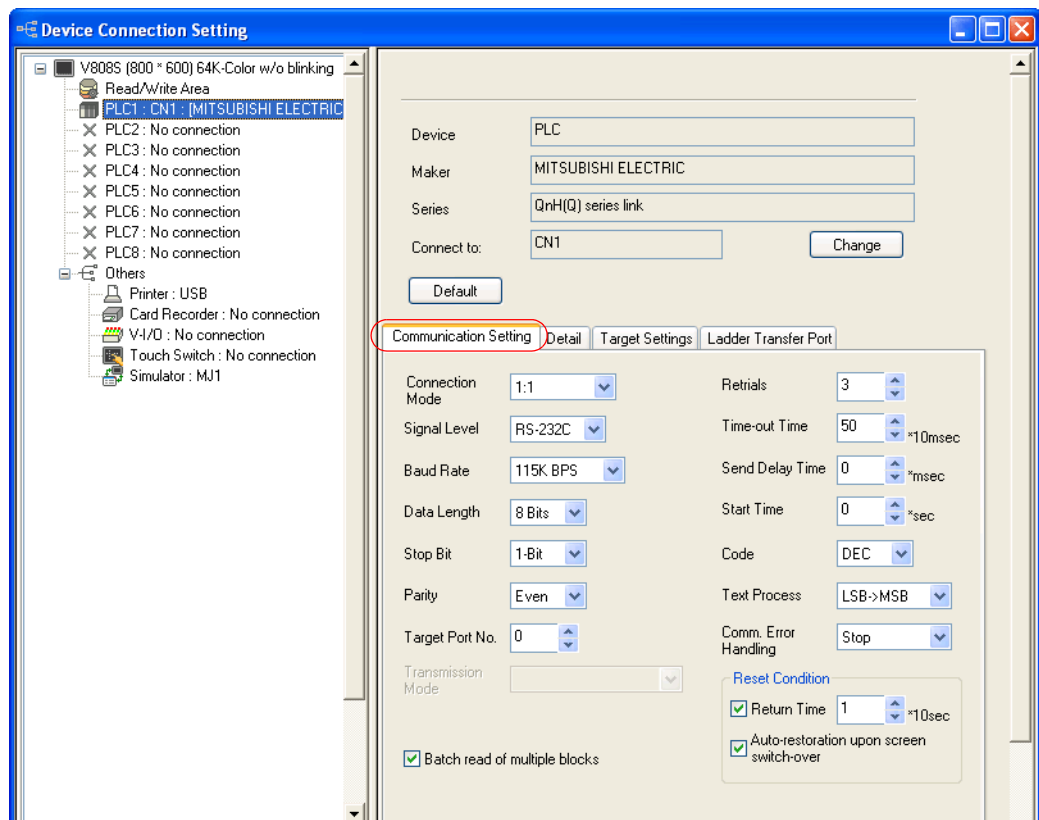 Device Connection Setting
V808S (800 * 600) 64K-Color w/o blinking
Read/Write Area
PLC1 : CN1 : [MITSUBISHI ELECTRIC
PLC2 : No connection
PLC3 : No connection
PLC4 : No connection
PLC5 : No connection
PLC6 : No connection
PLC7 : No connection
PLC8 : No connection
Others
Printer : USB
Card Recorder : No connection
V-I/O : No connection
Touch Switch : No connection
Simulator : MJ1
Device PLC
Maker MITSUBISHI ELECTRIC
Series QnH(Q) series link
Connect to: CN1 Change
Default
Communication Setting Detail Target Settings Ladder Transfer Port
Connection
Mode 1:1
Signal Level RS-232C
Baud Rate 115K BPS
Data Length 8 Bits
Stop Bit 1-Bit
Parity Even
Target Port No. 0
Transmission
Mode
Batch read of multiple blocks
Retrials 3
Time-out Time 50 *10msec
Send Delay Time 0 *msec
Start Time 0 *sec
Code DEC
Text Process LSB->MSB
Comm. Error
Handling Stop
Reset Condition
Return Time 1 *10sec
Auto-restoration upon screen
switch-over